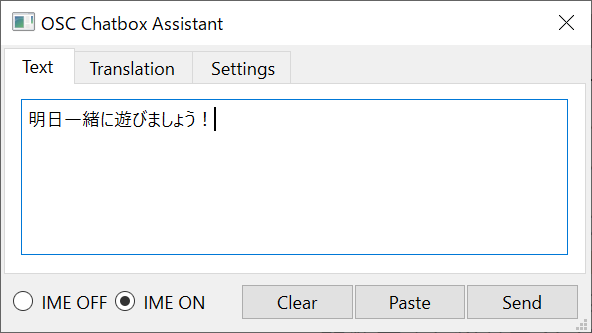 OSC Chatbox Assistant
Text Translation Settings
明日一緒に遊びましょう！
IME OFF IME ON Clear Paste Send